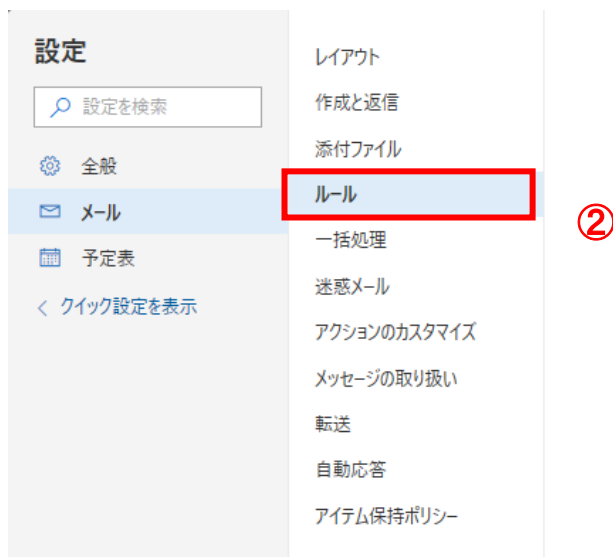 設定
設定を検索
全般
メール
予定表
クイック設定を表示
レイアウト
作成と返信
添付ファイル
ルール
一括処理
迷惑メール
アクションのカスタマイズ
メッセージの取り扱い
転送
自動応答
アイテム保持ポリシー
②